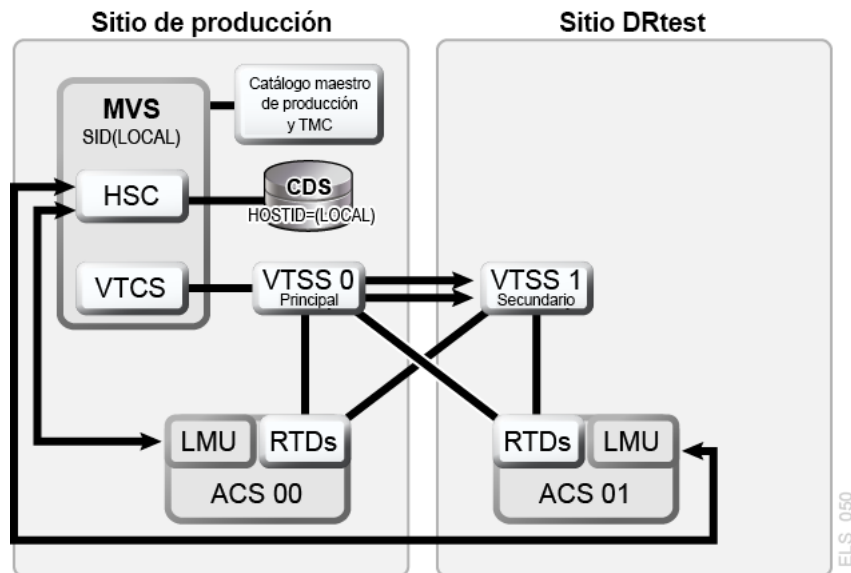 Sitio de producción
Sitio DRtest
MVS
SID(LOCAL)
Catálogo maestro
de producción
y TMC
HSC
CDS
HOSTID=(LOCAL)
VTCS
VTSS 0
Principal
VTSS 1
Secundario
LMU
RTDs
ACS 00
RTDs
LMU
ACS 01
ELS_050